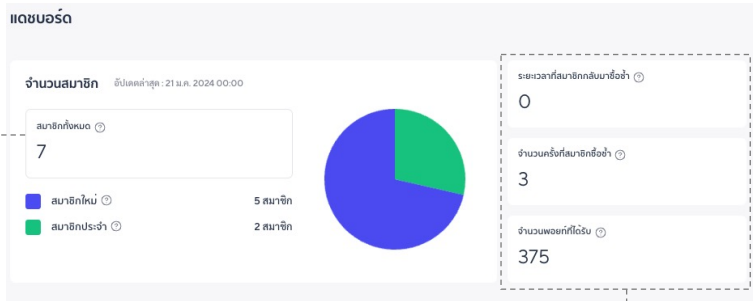 แดชบอร์ด
จำนวนสมาชิก อัปเดตล่าสุด : 21 ม.ค. 2024 00:00
สมาชิกทั้งหมด
7
สมาชิกใหม่ 5 สมาชิก
สมาชิกประจำ 2 สมาชิก
ระยะเวลาที่สมาชิกกลับมาซื้อซ้ำ
0
จำนวนครั้งที่สมาชิกซื้อซ้ำ
3
จำนวนพอยท์ที่ได้รับ
375